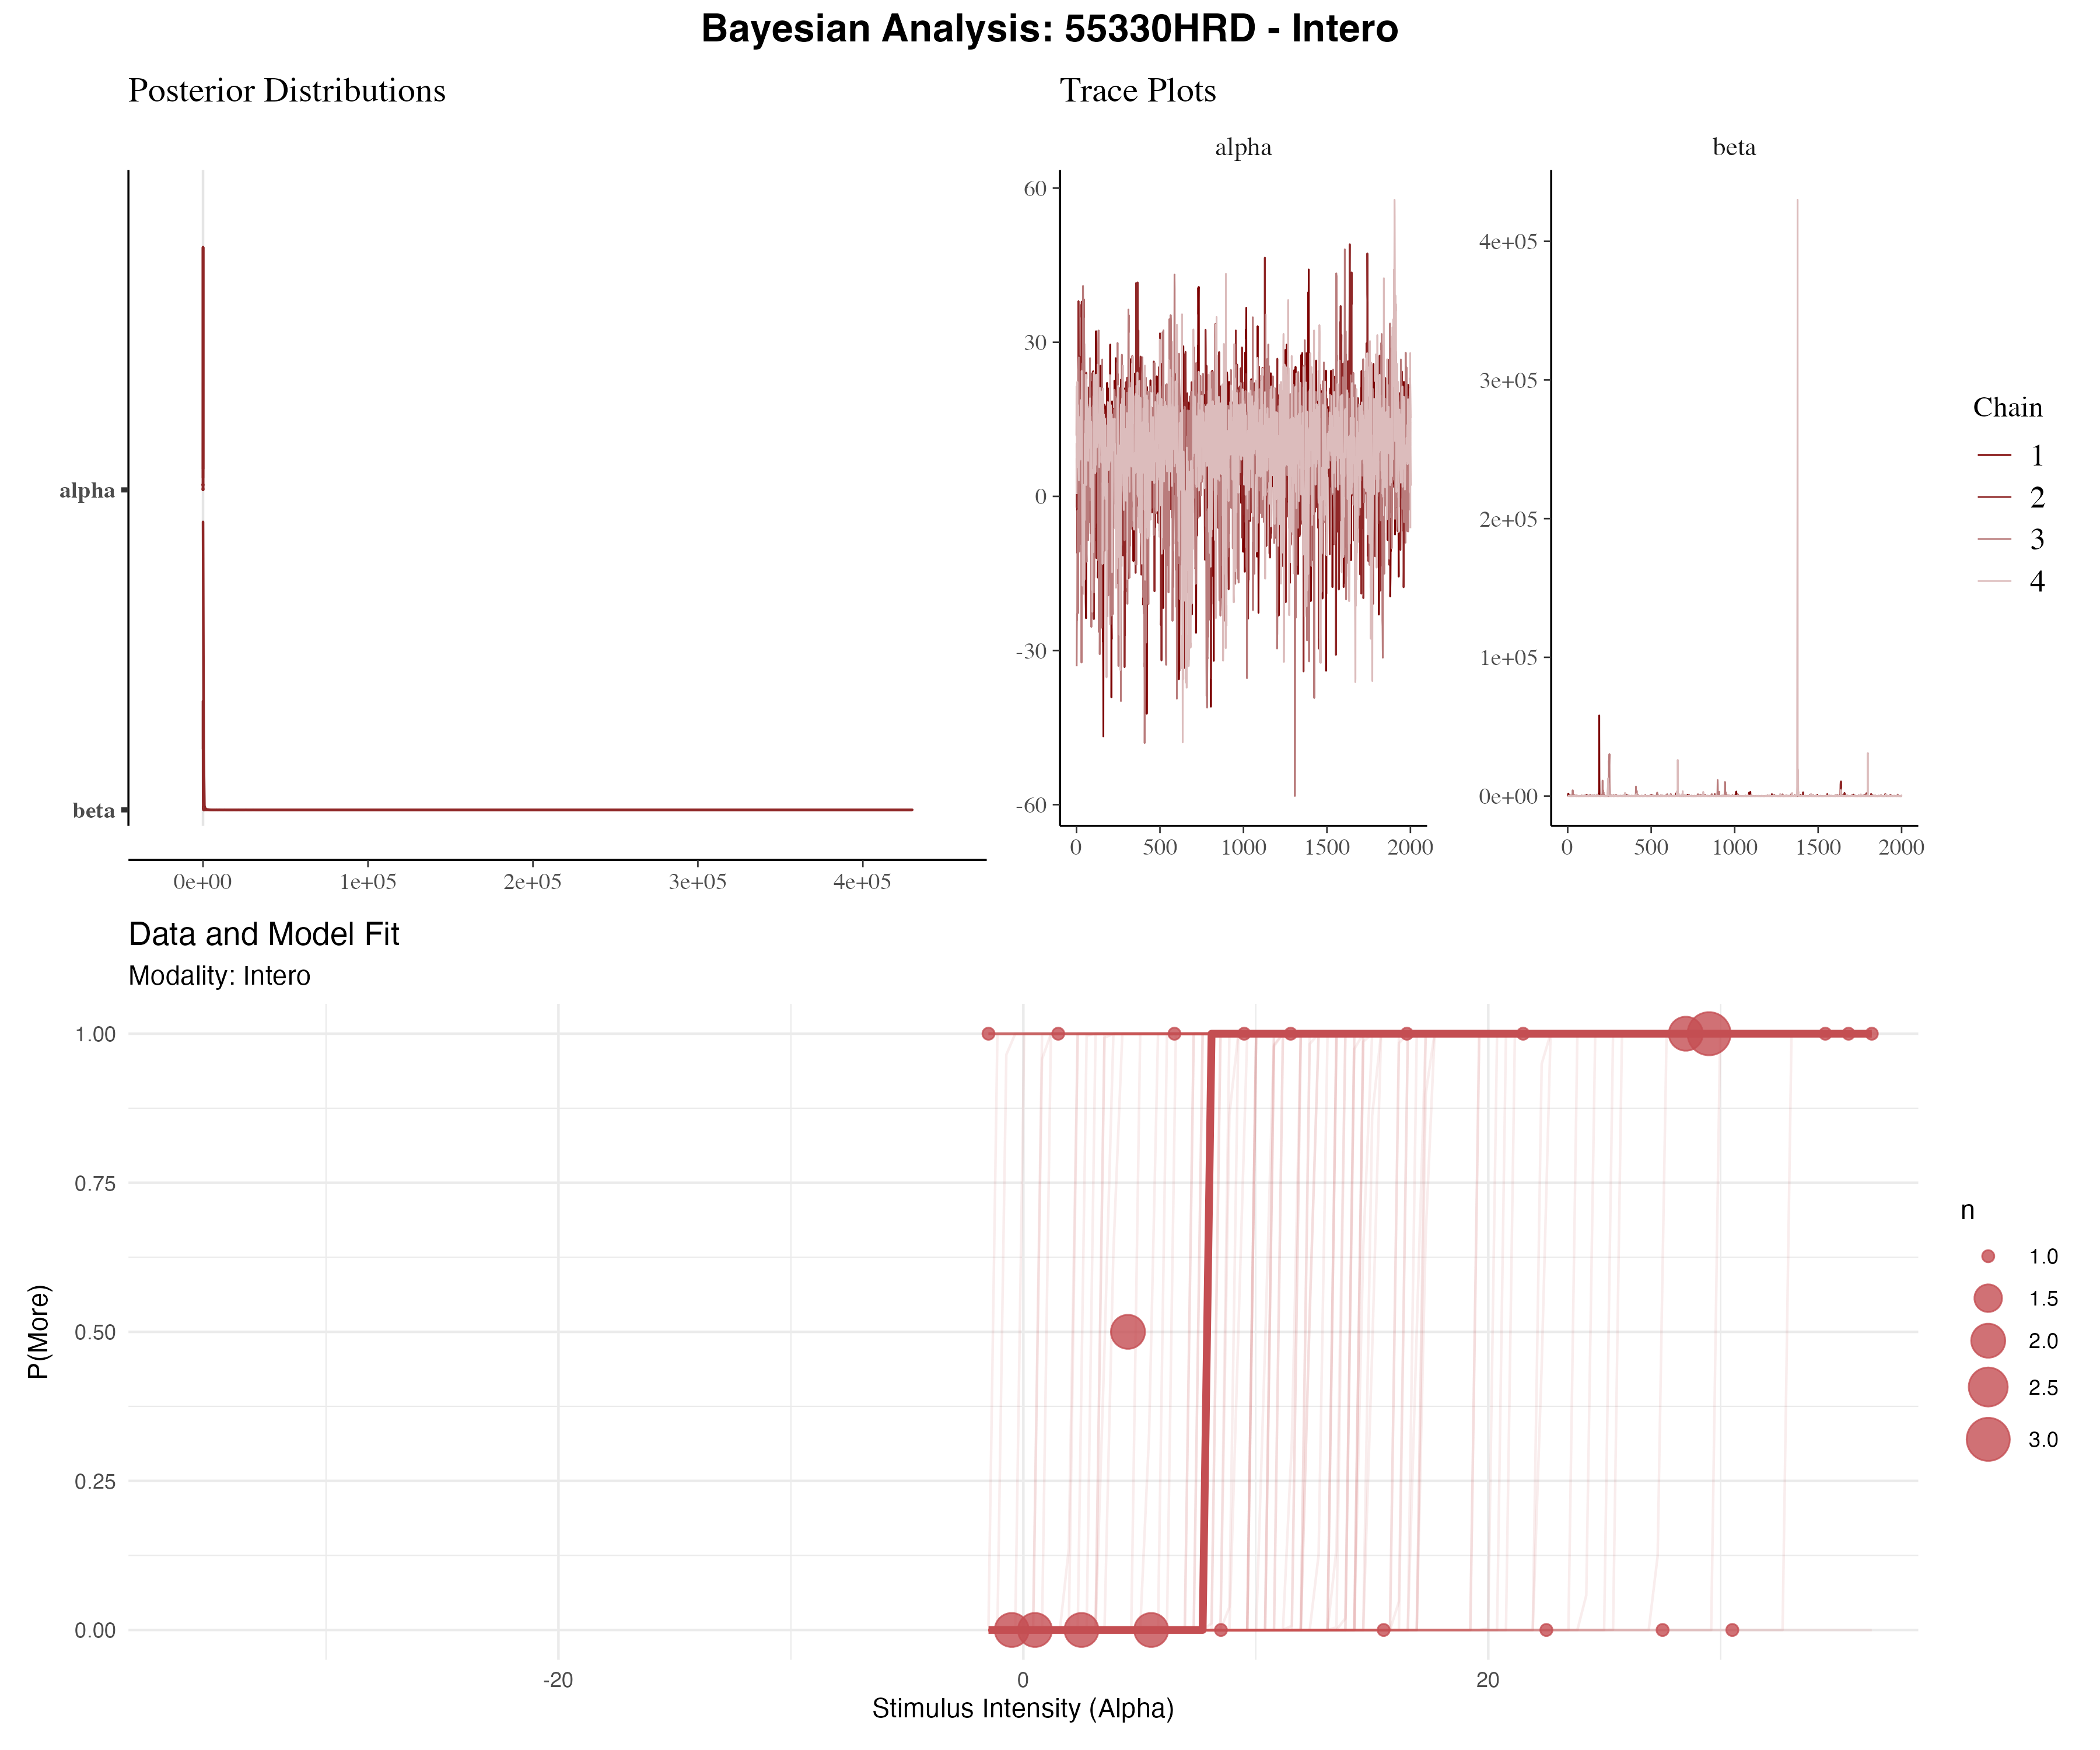 Bayesian Analysis: 55330HRD - Intero
Posterior Distributions
alpha
beta
0e+00 1e+05 2e+05 3e+05 4e+05
Trace Plots
alpha
60
30
0
-30
-60
0 500 1000 1500 2000
beta
4e+05
3e+05
2e+05
1e+05
0e+00
0 500 1000 1500 2000
Chain
1
2
3
4
Data and Model Fit
Modality: Intero
P(More)
1.00
0.75
0.50
0.25
0.00
-20 0 20
Stimulus Intensity (Alpha)
n
1.0
1.5
2.0
2.5
3.0